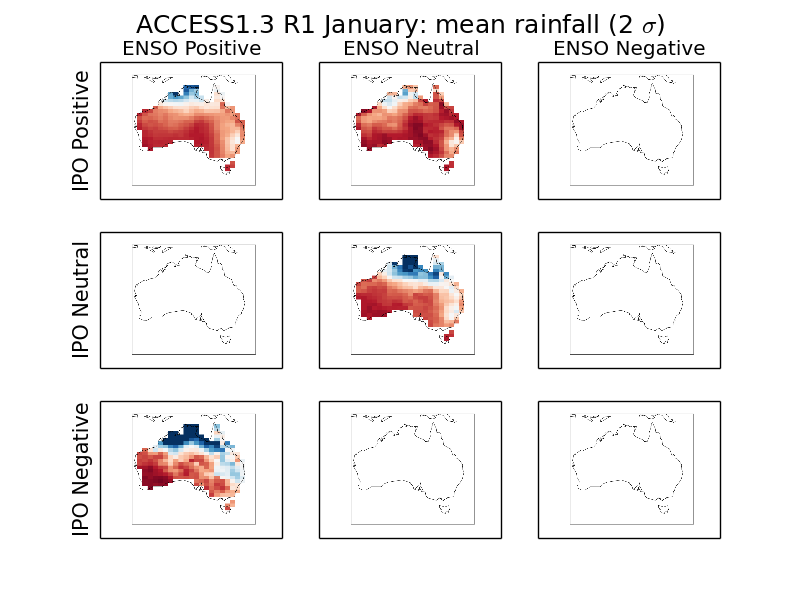 ACCESS1.3 R1 January: mean rainfall (2 σ)
ENSO Positive ENSO Neutral ENSO Negative
IPO Positive
IPO Neutral
IPO Negative